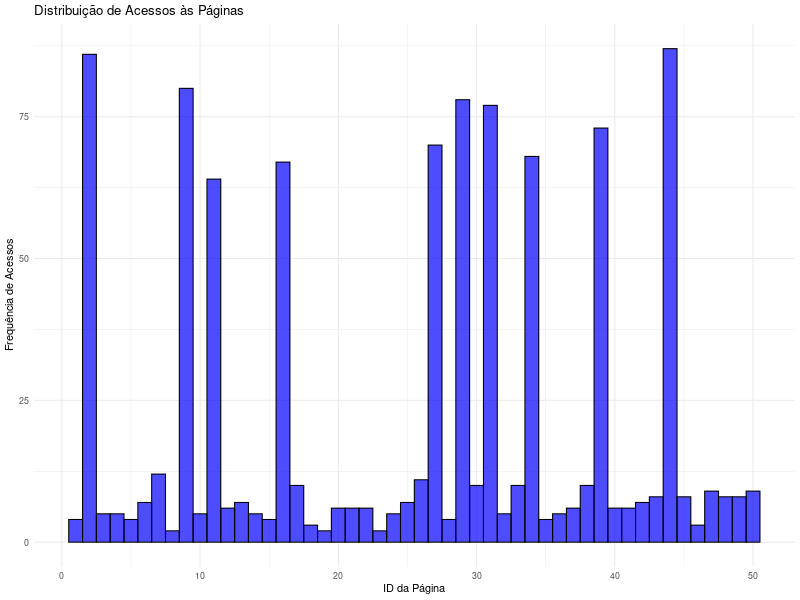 Distribuição de Acessos às Páginas
Frequência de Acessos
75
50
25
0
0 10 20 30 40 50
ID da Página